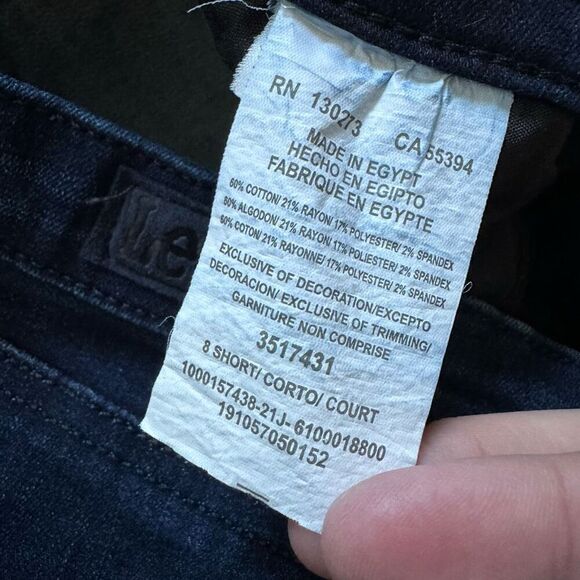 RN 130273 CA55394
MADE IN EGYPT
HECHO EN EGIPTO
FABRIQUE EN EGYPTE
60% COTTON/ 21% RAYON/ 17% POLYESTER/ 2% SPANDEX
60% ALGODON/ 21% RAYON/ 17% POLIESTER/ 2% SPANDEX
60% COTON/ 21% RAYONNE/ 17% POLYESTER/ 2% SPANDEX
EXCLUSIVE OF DECORATION/EXCEPTO
DECORACION/ EXCLUSIVE OF TRIMMING/
GARNITURE NON COMPRISE
3517431
8 SHORT/ CORTO/ COURT
1000157438-21J- 6100018800
191057050152
Le